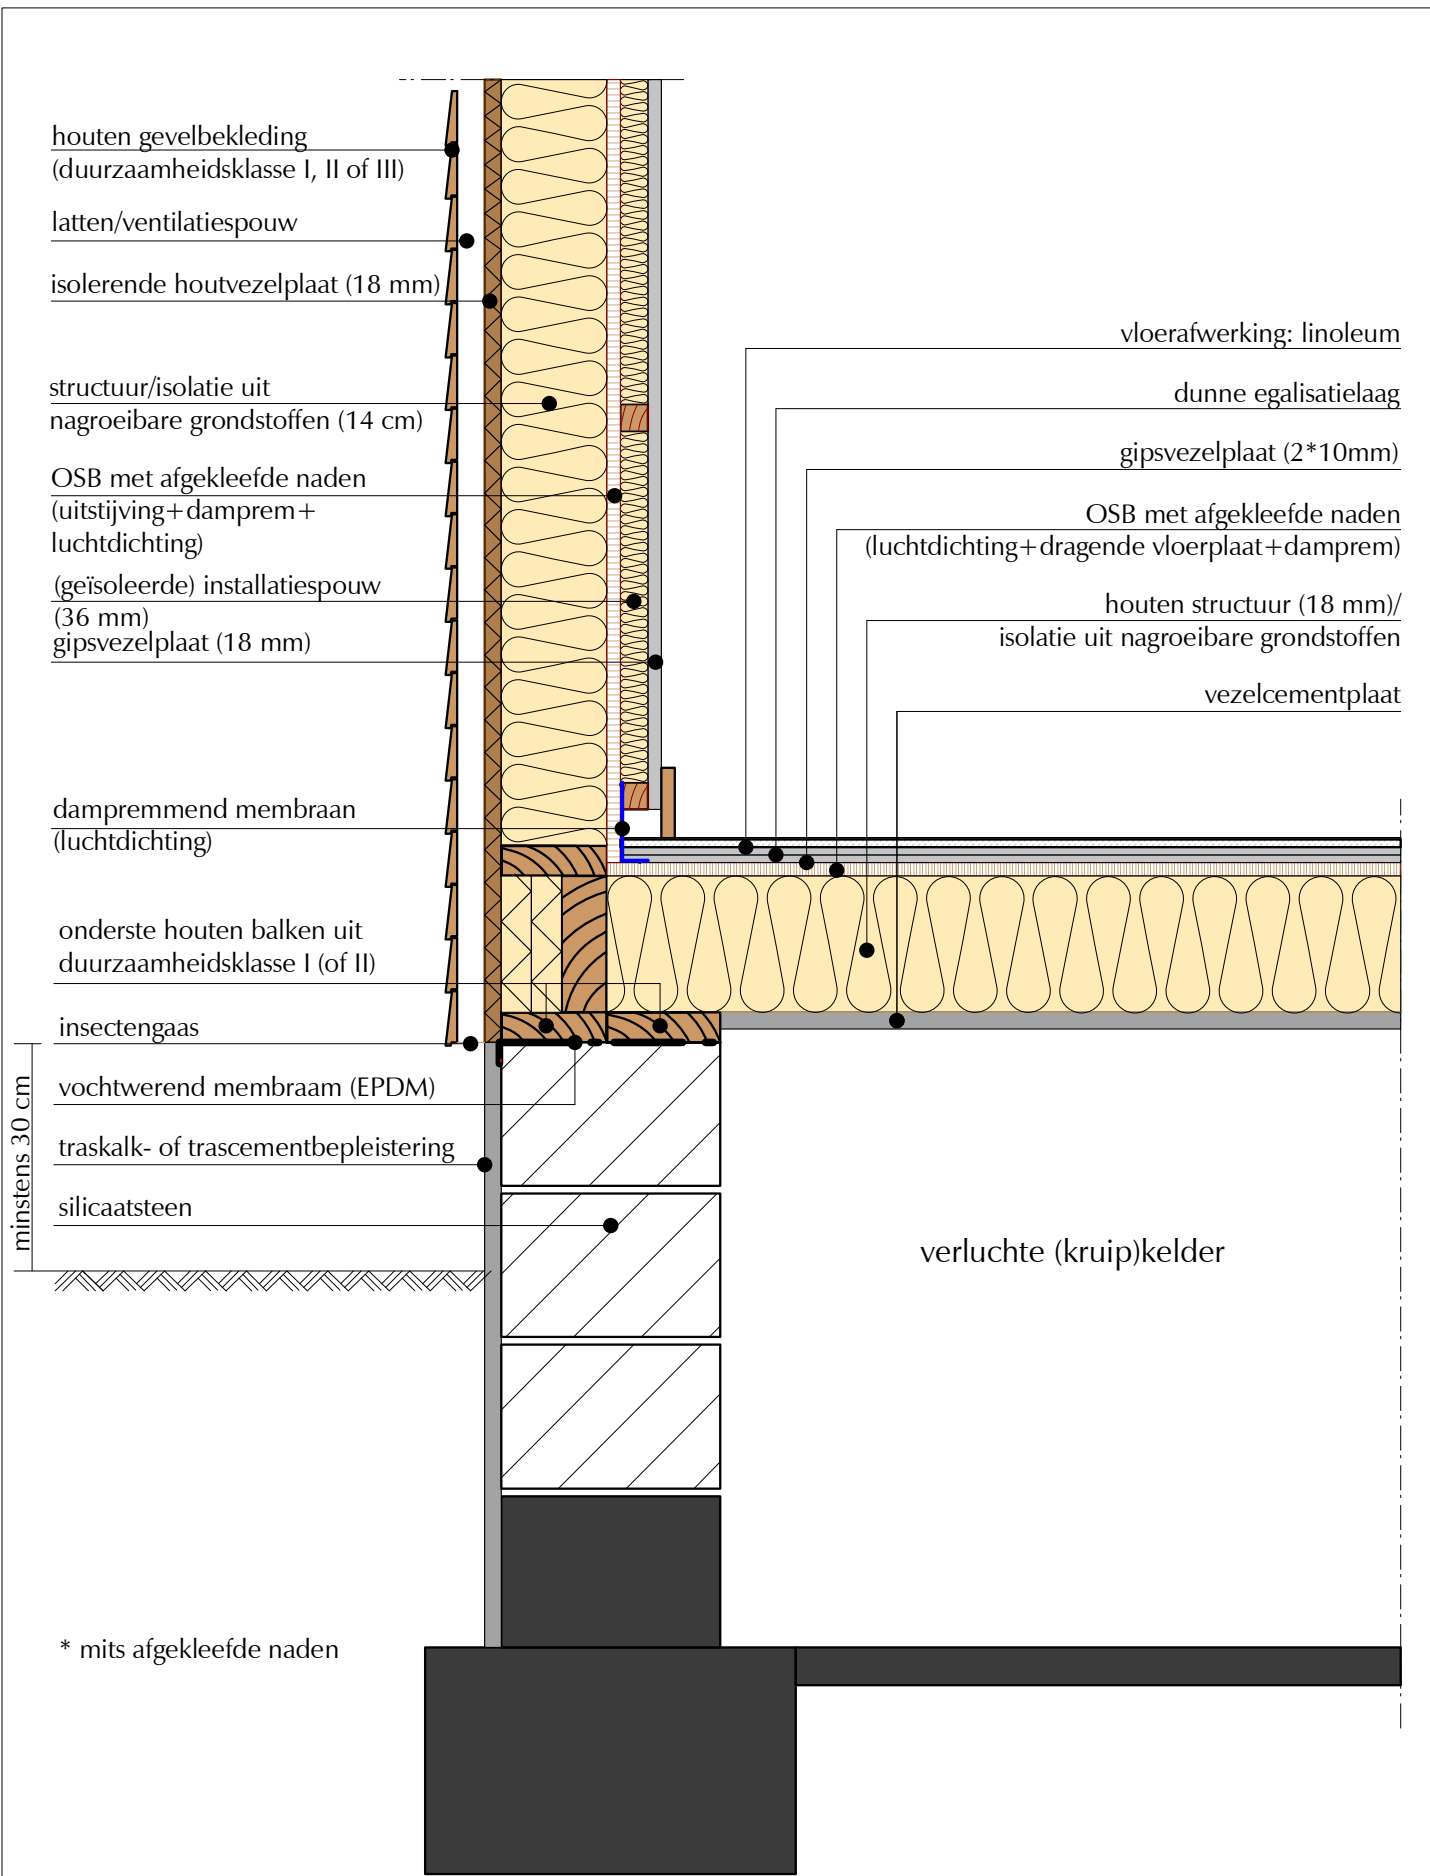 houten gevelbekleding
(duurzaamheidsklasse I, II of III)
latten/ventilatiespouw
isolerende houtvezelplaat (18 mm)
structuur/isolatie uit
nagroeibare grondstoffen (14 cm)
OSB met afgekleefde naden
(uitstijving+damprem+
luchtdichting)
(geïsoleerde) installatiespouw
(36 mm)
gipsvezelplaat (18 mm)
dampremmend membraan
(luchtdichting)
onderste houten balken uit
duurzaamheidsklasse I (of II)
insectengaas
vochtwerend membraam (EPDM)
traskalk- of trascementbepleistering
silicaatsteen
minstens 30 cm
* mits afgekleefde naden
vloerafwerking: linoleum
dunne egalisatielaag
gipsvezelplaat (2*10mm)
OSB met afgekleefde naden
(luchtdichting+dragende vloerplaat+damprem)
houten structuur (18 mm)/
isolatie uit nagroeibare grondstoffen
vezelcementplaat
verluchte (kruip)kelder